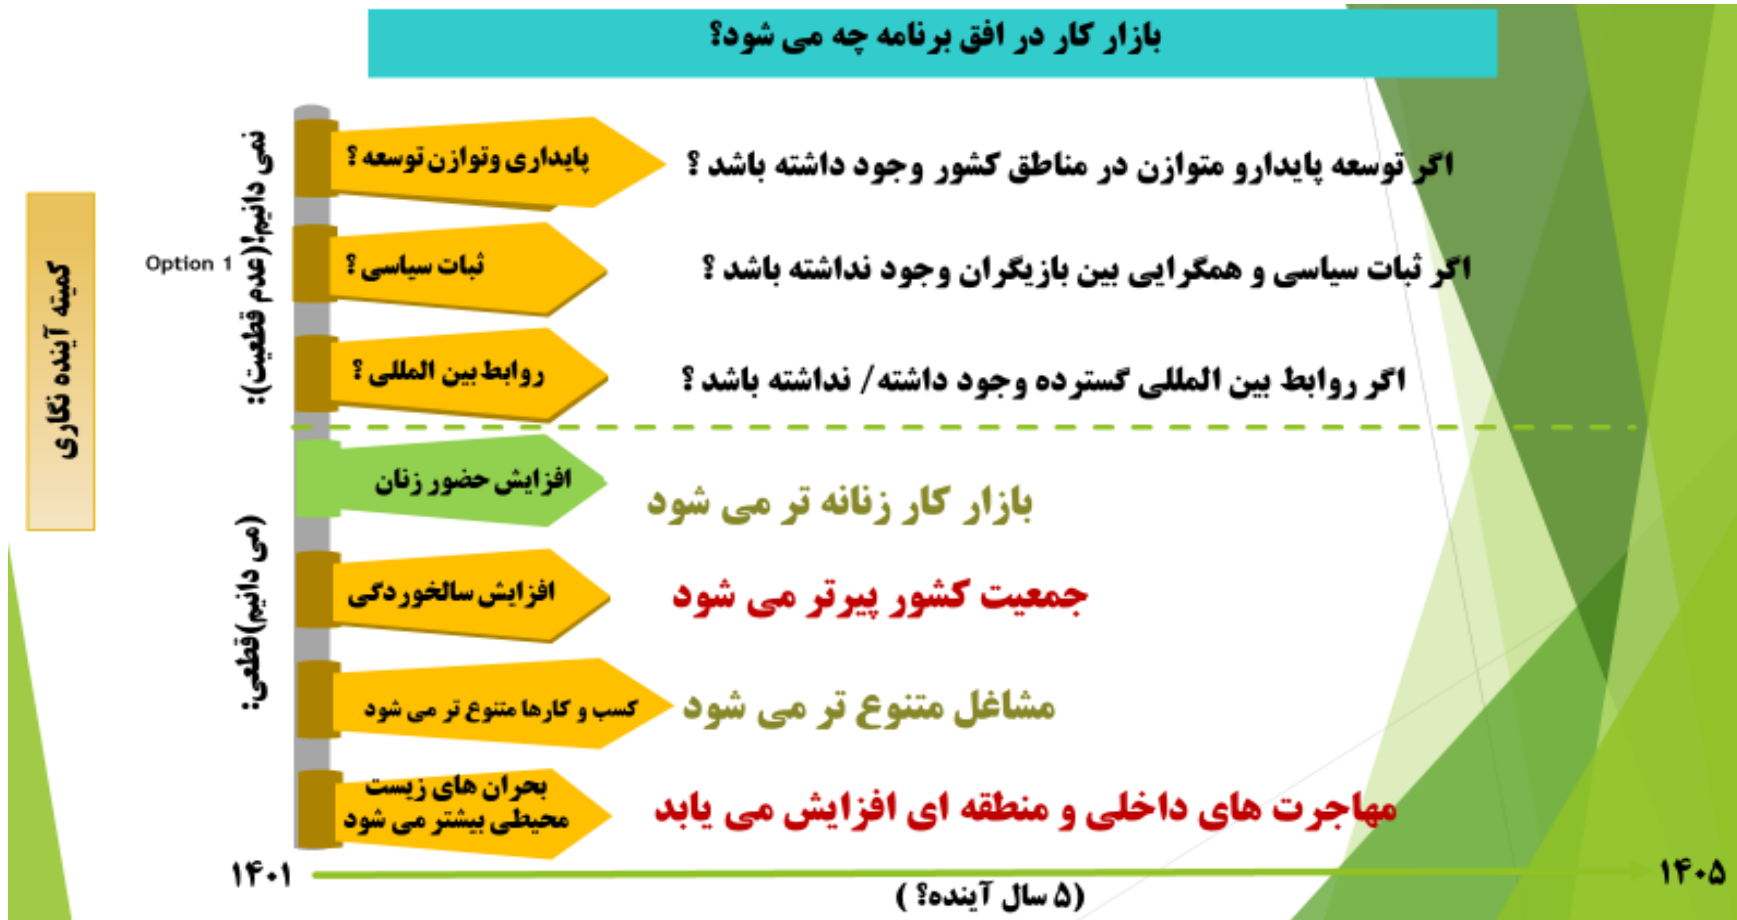 بازار کار در افق برنامه چه می شود؟
کمیته آینده نگاری
Option 1
نمی دانیم!(عدم قطعیت):
پایداری وتوازن توسعه ؟
اگر توسعه پایدارو متوازن در مناطق کشور وجود داشته باشد ؟
ثبات سیاسی ؟
اگر ثبات سیاسی و همگرایی بین بازیگران وجود نداشته باشد ؟
روابط بین المللی ؟
اگر روابط بین المللی گسترده وجود داشته/ نداشته باشد ؟
(می دانیم)قطعی:
افزایش حضور زنان
بازار کار زنانه تر می شود
افزایش سالخوردگی
جمعیت کشور پیرتر می شود
کسب و کارها متنوع تر می شود
مشاغل متنوع تر می شود
بحران های زیست
محیطی بیشتر می شود
مهاجرت های داخلی و منطقه ای افزایش می یابد
۱۴۰۱
۱۴۰۵
(۵ سال آینده؟ )